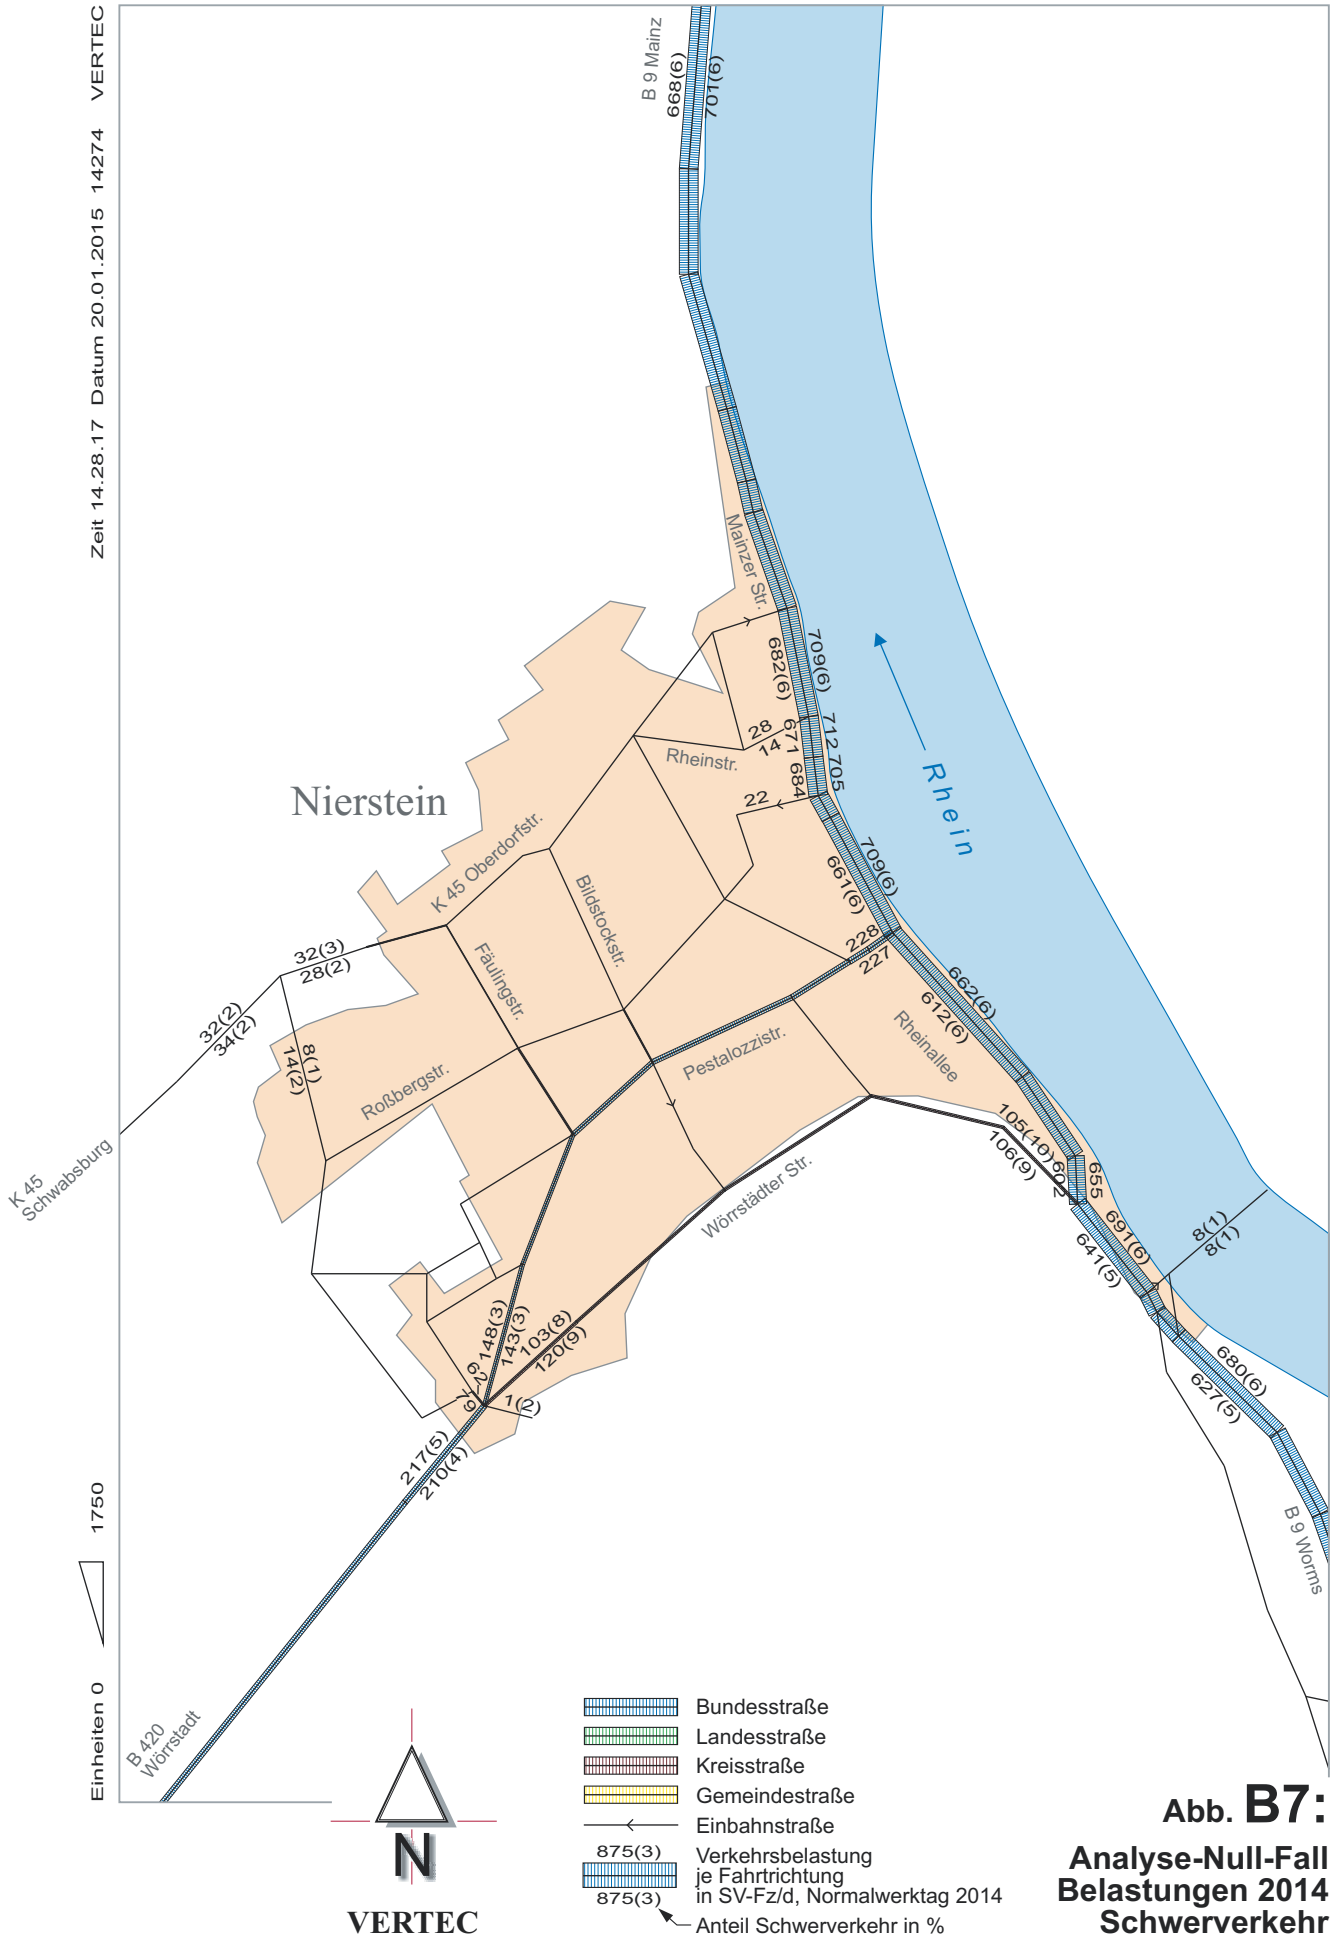 Zeit 14.28.17 Datum 20.01.2015 14274 VERTEC
Einheiten 0 1750
B 9 Mainz
668(6)
701(6)
Mainzer Str.
682(6)
709(6)
28
14
671
712
684
705
Rheinstr.
22
Rhein
Nierstein
K 45 Oberdorfstr.
Bildstockstr.
Fäulingstr.
661(6)
709(6)
228
227
32(3)
28(2)
32(2)
34(2)
8(1)
14(2)
662(6)
612(6)
Rheinallee
Pestalozzistr.
Roßbergstr.
K 45
Schwabsburg
105(10)
106(9)
602
655
Wörrstädter Str.
691(6)
641(5)
8(1)
8(1)
148(3)
143(3)
103(8)
120(9)
79
1(2)
680(6)
627(5)
217(5)
210(4)
B 9 Worms
B 420
Wörrstadt
N
VERTEC
Bundesstraße
Landesstraße
Kreisstraße
Gemeindestraße
Einbahnstraße
875(3) Verkehrsbelastung
je Fahrtrichtung
875(3) in SV-Fz/d, Normalwerktag 2014
Anteil Schwerverkehr in %
Abb. B7:
Analyse-Null-Fall
Belastungen 2014
Schwerverkehr